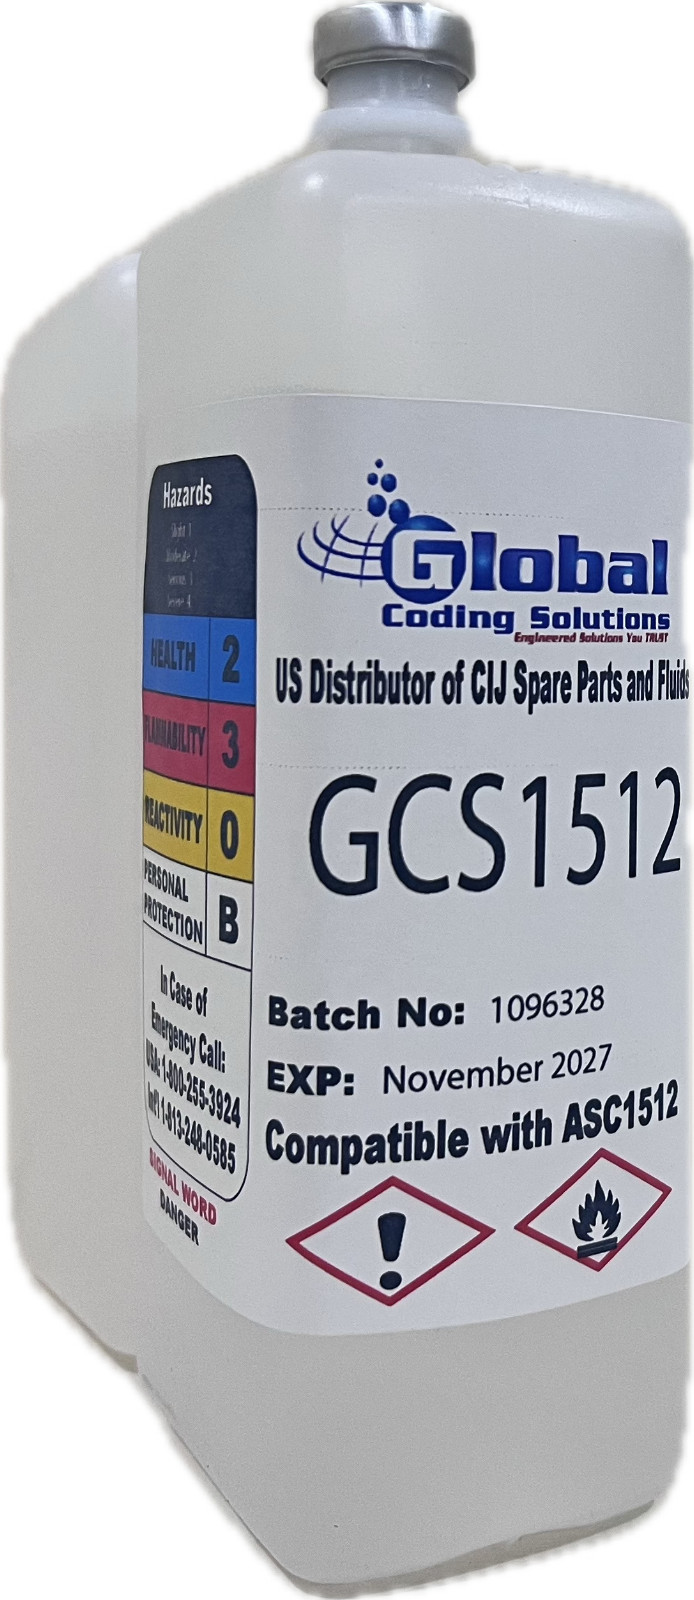 Hazards
HEALTH 2
FLAMMABILITY 3
REACTIVITY 0
PERSONAL
PROTECTION B
In Case of
Emergency Call:
USA: 1-800-255-3924
Int'l 1-813-248-0585
SIGNAL WORD
DANGER
Global
Coding Solutions
Engineered Solutions You TRUST
US Distributor of CIJ Spare Parts and Fluids
GCS1512
Batch No: 1096328
EXP: November 2027
Compatible with ASC1512